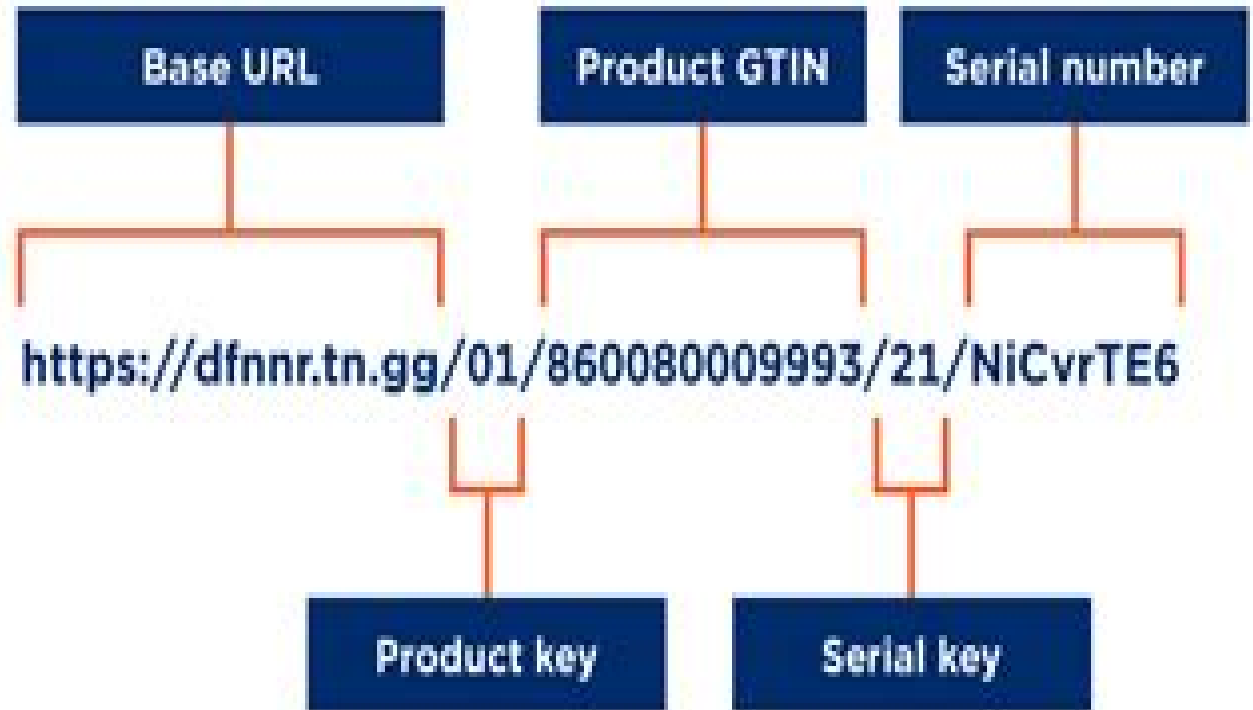 Base URL
Product GTIN
Serial number
https://dfnnr.tn.gg/01/860080009993/21/NiCvrTE6
Product key
Serial key